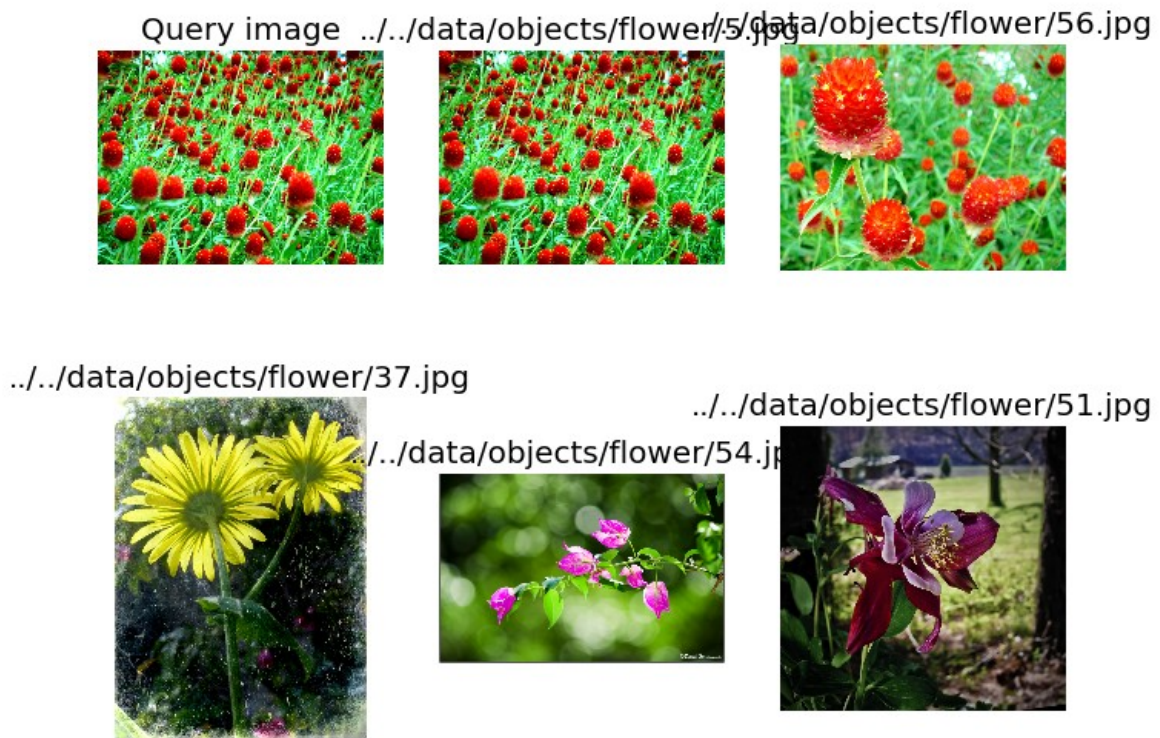 Query image
../../data/objects/flower/5.jpg
../../data/objects/flower/56.jpg
../../data/objects/flower/37.jpg
../../data/objects/flower/54.jp
../../data/objects/flower/51.jpg